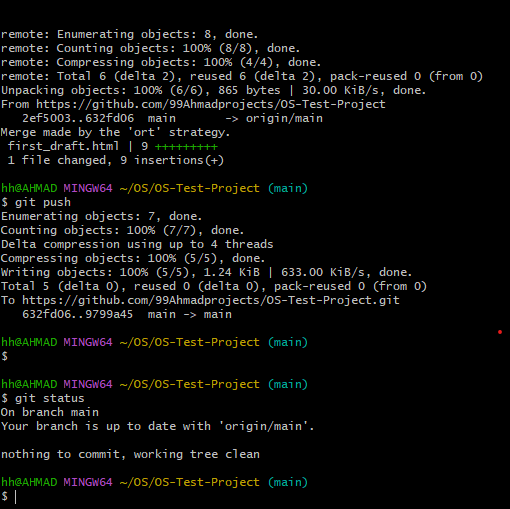 remote: Enumerating objects: 8, done.
remote: Counting objects: 100% (8/8), done.
remote: Compressing objects: 100% (4/4), done.
remote: Total 6 (delta 2), reused 6 (delta 2), pack-reused 0 (from 0)
Unpacking objects: 100% (6/6), 865 bytes | 30.00 KiB/s, done.
From https://github.com/99Ahmadprojects/OS-Test-Project
   2ef5003..632fd06  main       -> origin/main
Merge made by the 'ort' strategy.
 first_draft.html | 9 +++++++++
 1 file changed, 9 insertions(+)

hh@AHMAD MINGW64 ~/OS/OS-Test-Project (main)
$ git push
Enumerating objects: 7, done.
Counting objects: 100% (7/7), done.
Delta compression using up to 4 threads
Compressing objects: 100% (5/5), done.
Writing objects: 100% (5/5), 1.24 KiB | 633.00 KiB/s, done.
Total 5 (delta 0), reused 0 (delta 0), pack-reused 0 (from 0)
To https://github.com/99Ahmadprojects/OS-Test-Project.git
   632fd06..9799a45  main -> main

hh@AHMAD MINGW64 ~/OS/OS-Test-Project (main)
$

hh@AHMAD MINGW64 ~/OS/OS-Test-Project (main)
$ git status
On branch main
Your branch is up to date with 'origin/main'.

nothing to commit, working tree clean

hh@AHMAD MINGW64 ~/OS/OS-Test-Project (main)
$